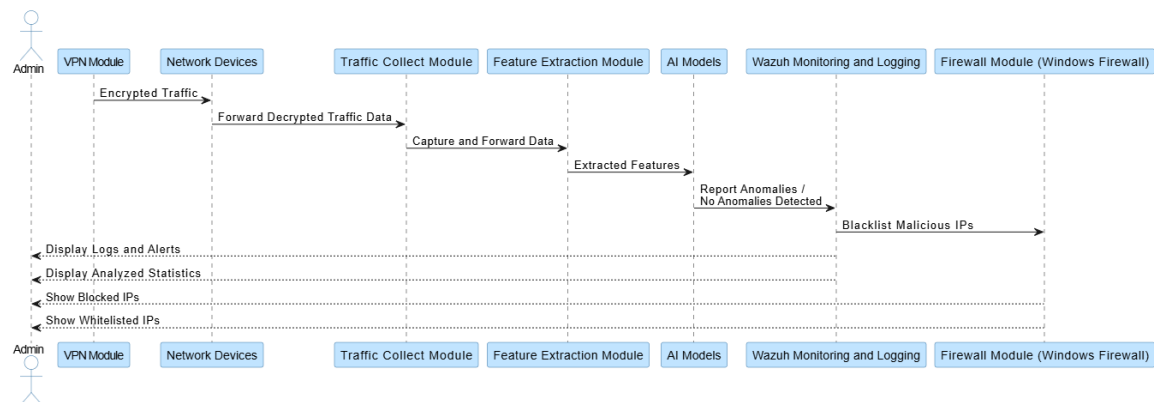 Admin
VPN Module
Network Devices
Traffic Collect Module
Feature Extraction Module
AI Models
Wazuh Monitoring and Logging
Firewall Module (Windows Firewall)
Encrypted Traffic
Forward Decrypted Traffic Data
Capture and Forward Data
Extracted Features
Report Anomalies /
No Anomalies Detected
Blacklist Malicious IPs
Display Logs and Alerts
Display Analyzed Statistics
Show Blocked IPs
Show Whitelisted IPs
Admin
VPN Module
Network Devices
Traffic Collect Module
Feature Extraction Module
AI Models
Wazuh Monitoring and Logging
Firewall Module (Windows Firewall)